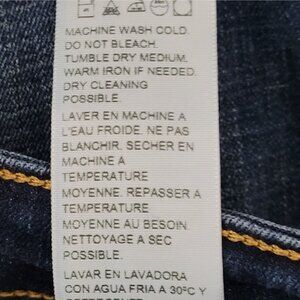 MACHINE WASH COLD
DO NOT BLEACH.
TUMBLE DRY MEDIUM.
WARM IRON IF NEEDED.
DRY CLEANING
POSSIBLE.
LAVER EN MACHINE A
L'EAU FROIDE. NE PAS
BLANCHIR. SECHER EN
MACHINE A
TEMPERATURE
MOYENNE. REPASSER A
TEMPERATURE
MOYENNE AU BESOIN.
NETTOYAGE A SEC
POSSIBLE.
LAVAR EN LAVADORA
CON AGUA FRIA A 30ºC Y